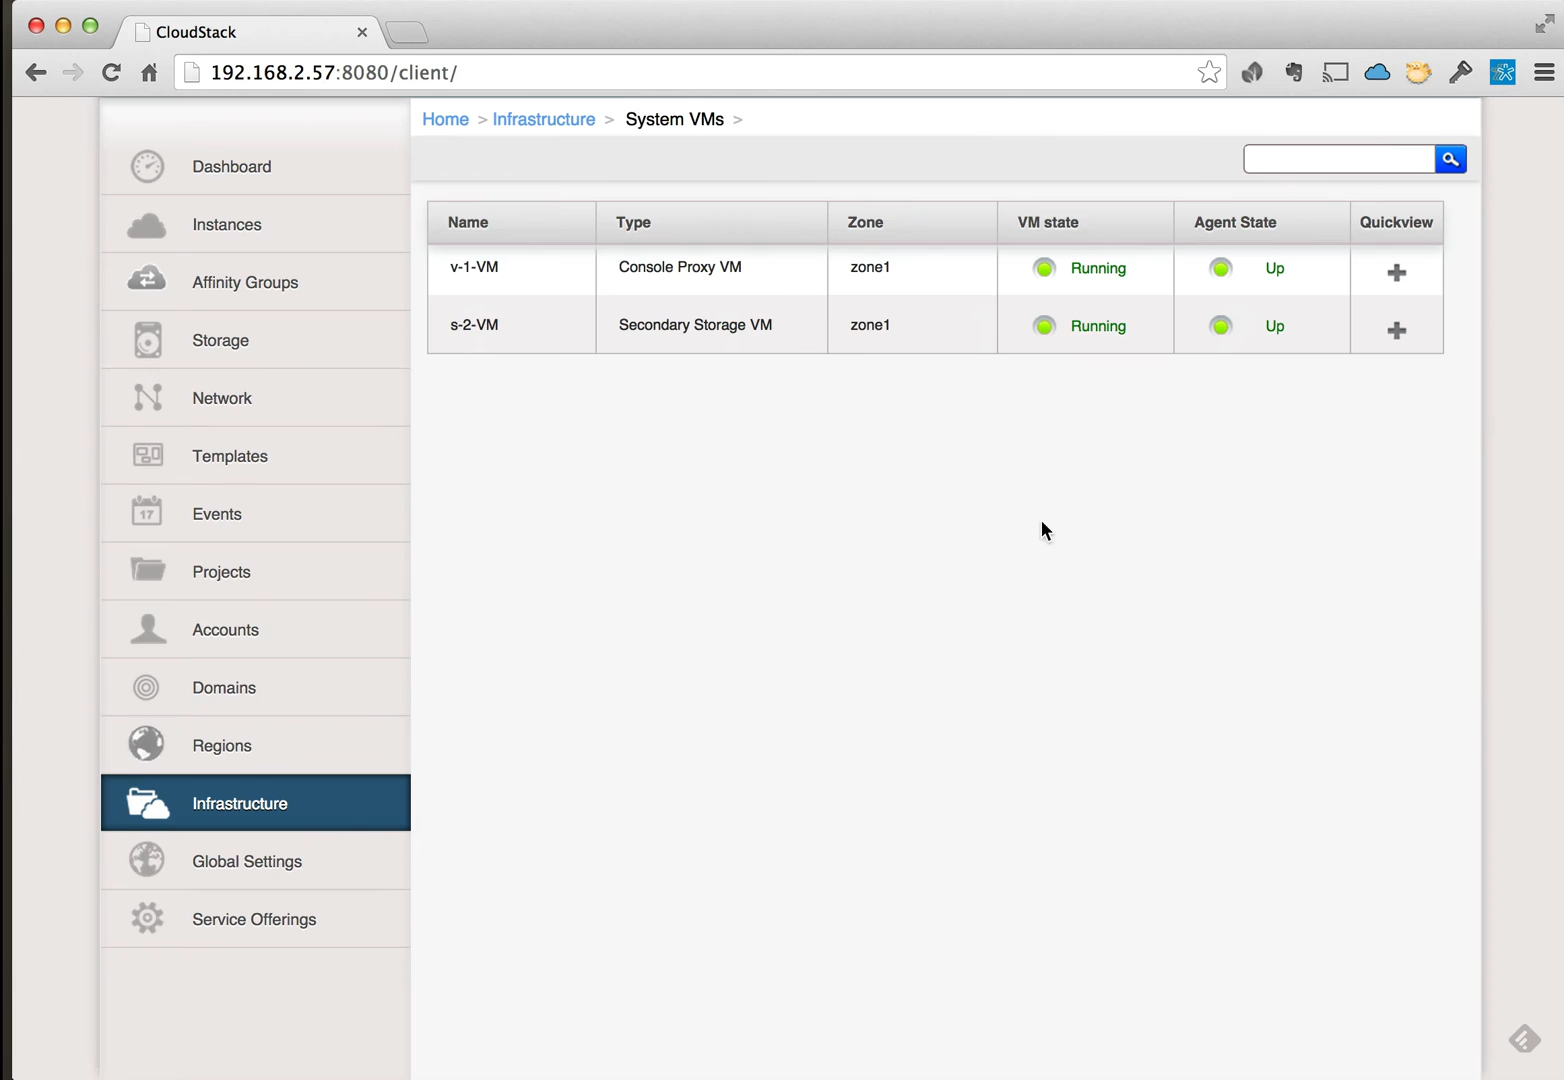 CloudStack
192.168.2.57:8080/client/
Home > Infrastructure > System VMs >
Dashboard
Instances
Affinity Groups
Storage
Network
Templates
17
Events
Projects
Accounts
Domains
Regions
Infrastructure
Global Settings
Service Offerings
Name Type Zone VM state Agent State Quickview
v-1-VM Console Proxy VM zone1 Running Up
s-2-VM Secondary Storage VM zone1 Running Up